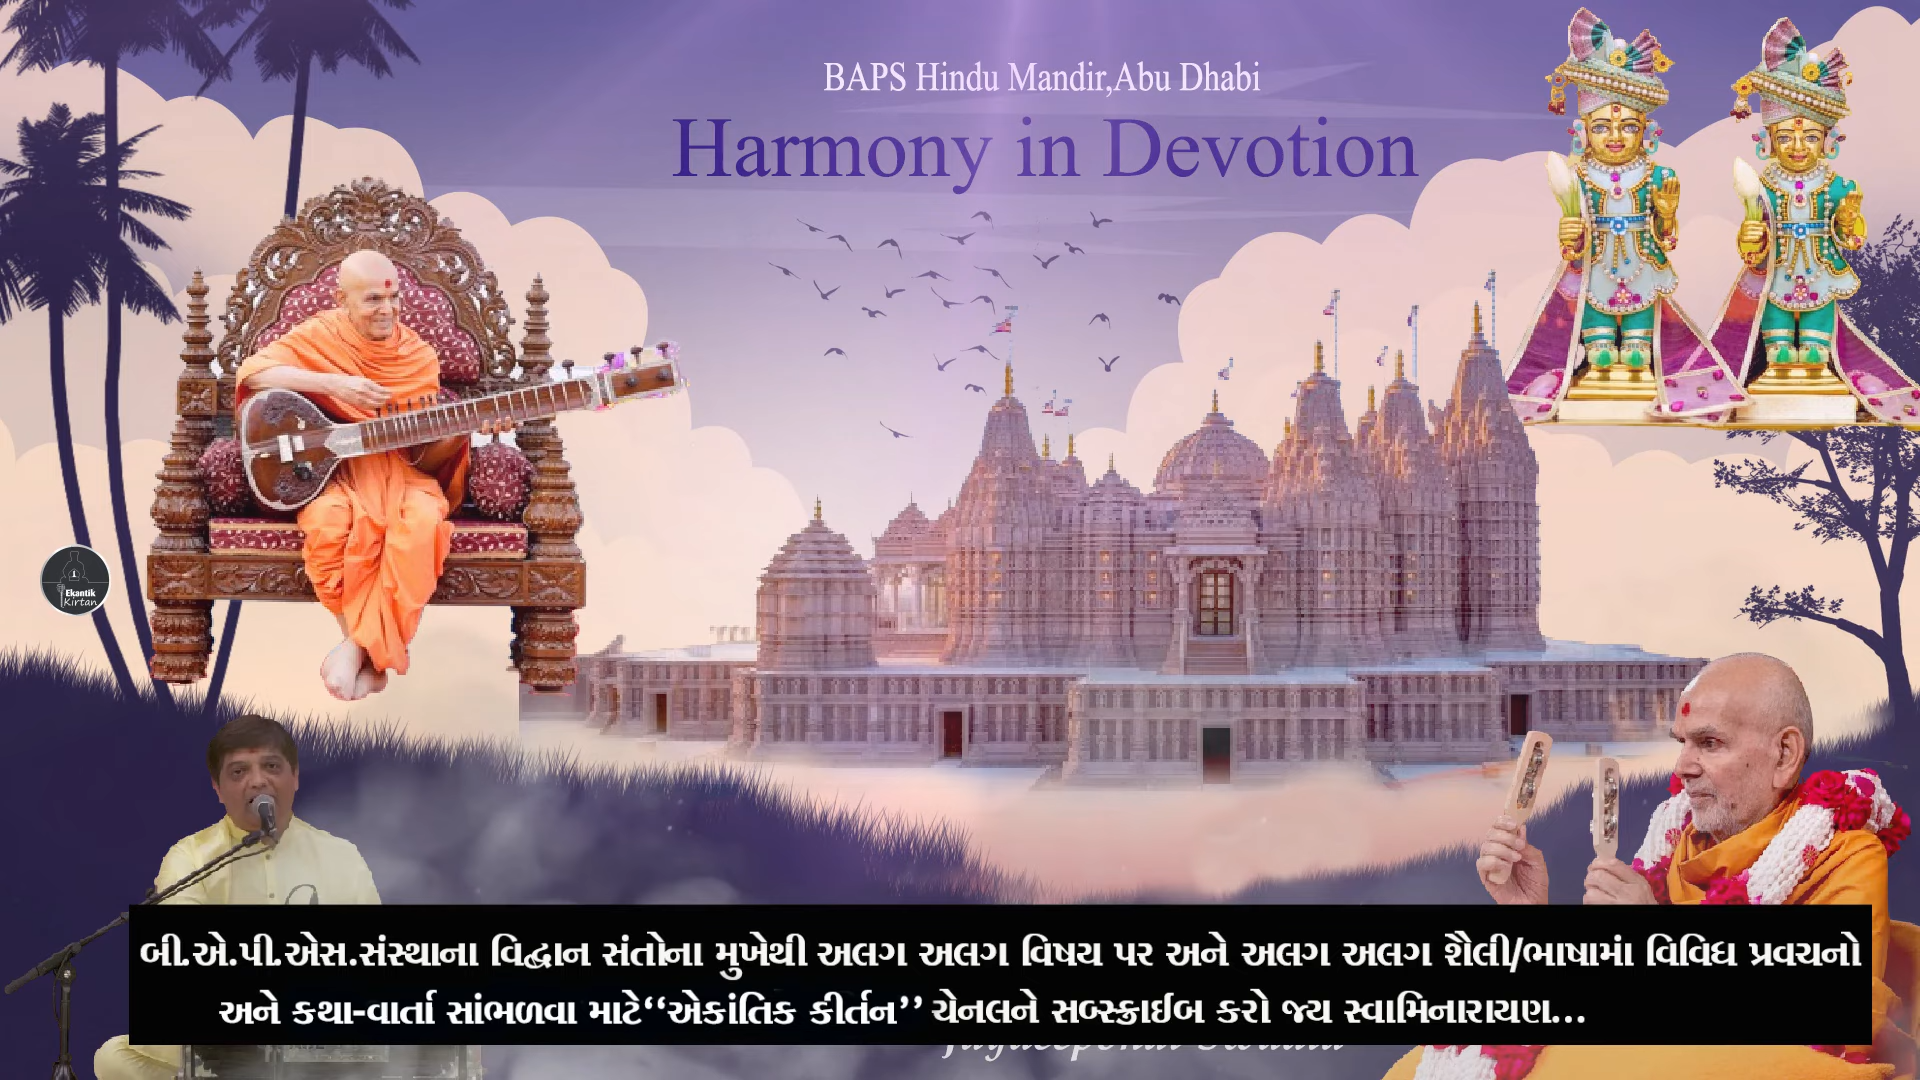 BAPS Hindu Mandir,Abu Dhabi
Harmony in Devotion
Ekantik
Kirtan
બી.એ.પી.એસ.સંસ્થાના વિદ્વાન સંતોના મુખેથી અલગ અલગ વિષય પર અને અલગ અલગ શૈલી/ભાષામાં વિવિધ પ્રવચનો
અને કથા-વાર્તા સાંભળવા માટે“એકાંતિક કીર્તન” ચેનલને સબ્સ્ક્રાઈબ કરો જ્ય સ્વામિનારાયણ...